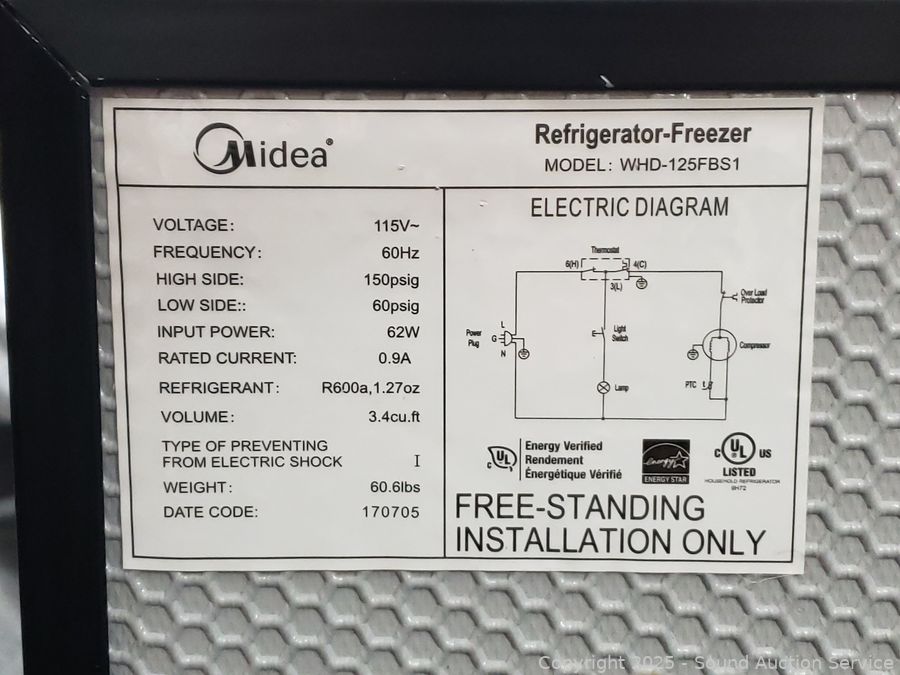 Midea®
Refrigerator-Freezer
MODEL: WHD-125FBS1
VOLTAGE: 115V~
FREQUENCY: 60Hz
HIGH SIDE: 150psig
LOW SIDE:: 60psig
INPUT POWER: 62W
RATED CURRENT: 0.9A
REFRIGERANT: R600a,1.27oz
VOLUME: 3.4cu.ft
TYPE OF PREVENTING
FROM ELECTRIC SHOCK I
WEIGHT: 60.6lbs
DATE CODE: 170705
ELECTRIC DIAGRAM
Thermostat
6(H) 4(C)
3(L)
Over Load
Protector
Power
Plug
L
G
N
Light
Switch
Compressor
Lamp
PTC
c UL
Energy Verified
Rendement
Énergétique Vérifié
energy
ENERGY STAR
c UL US
LISTED
HOUSEHOLD REFRIGERATOR
9H72
FREE-STANDING
INSTALLATION ONLY
Copyright 2025 - Sound Auction Service